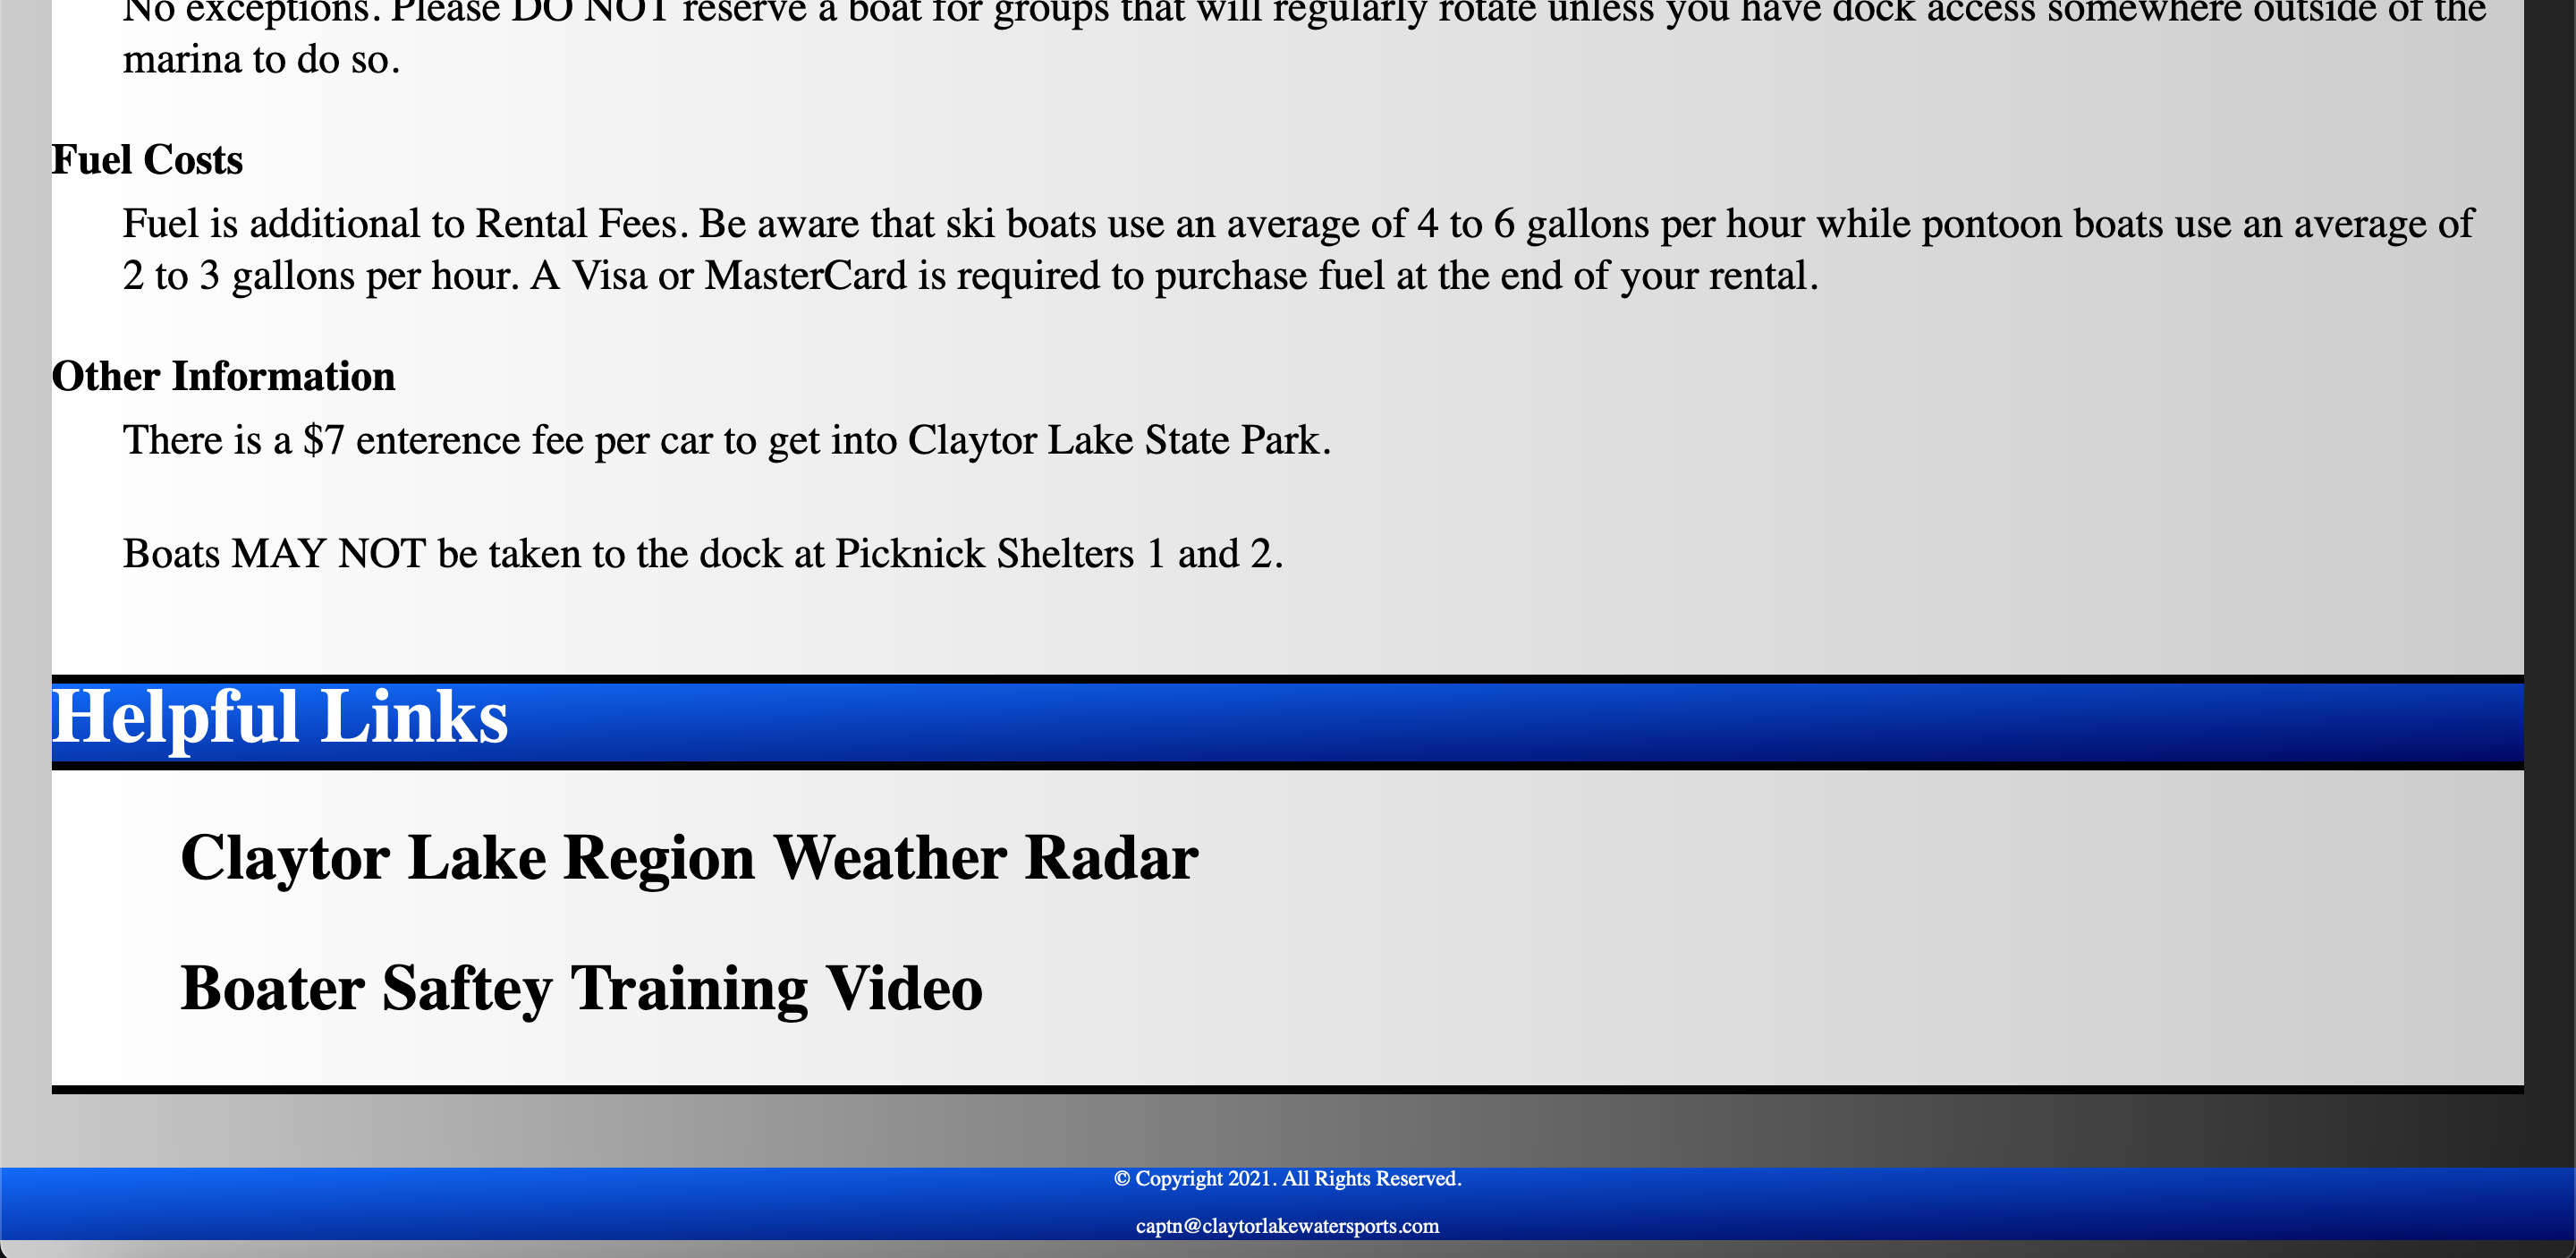 No exceptions. Please DO NOT reserve a boat for groups that will regularly rotate unless you have dock access somewhere outside of the
marina to do so.
Fuel Costs
Fuel is additional to Rental Fees. Be aware that ski boats use an average of 4 to 6 gallons per hour while pontoon boats use an average of
2 to 3 gallons per hour. A Visa or MasterCard is required to purchase fuel at the end of your rental.
Other Information
There is a $7 enterence fee per car to get into Claytor Lake State Park.
Boats MAY NOT be taken to the dock at Picknick Shelters 1 and 2.
Helpful Links
Claytor Lake Region Weather Radar
Boater Saftey Training Video
© Copyright 2021. All Rights Reserved.
captn@claytorlakewatersports.com